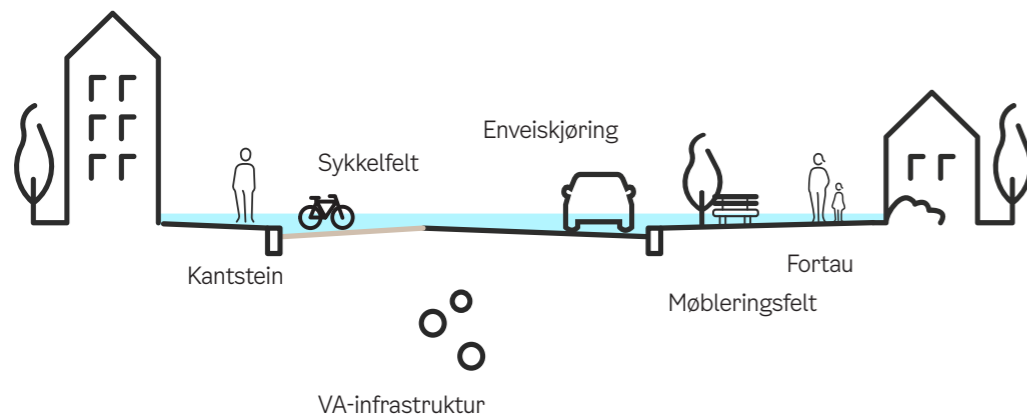 Enveiskjøring
Sykkelfelt
Kantstein
Fortau
Møbleringsfelt
VA-infrastruktur